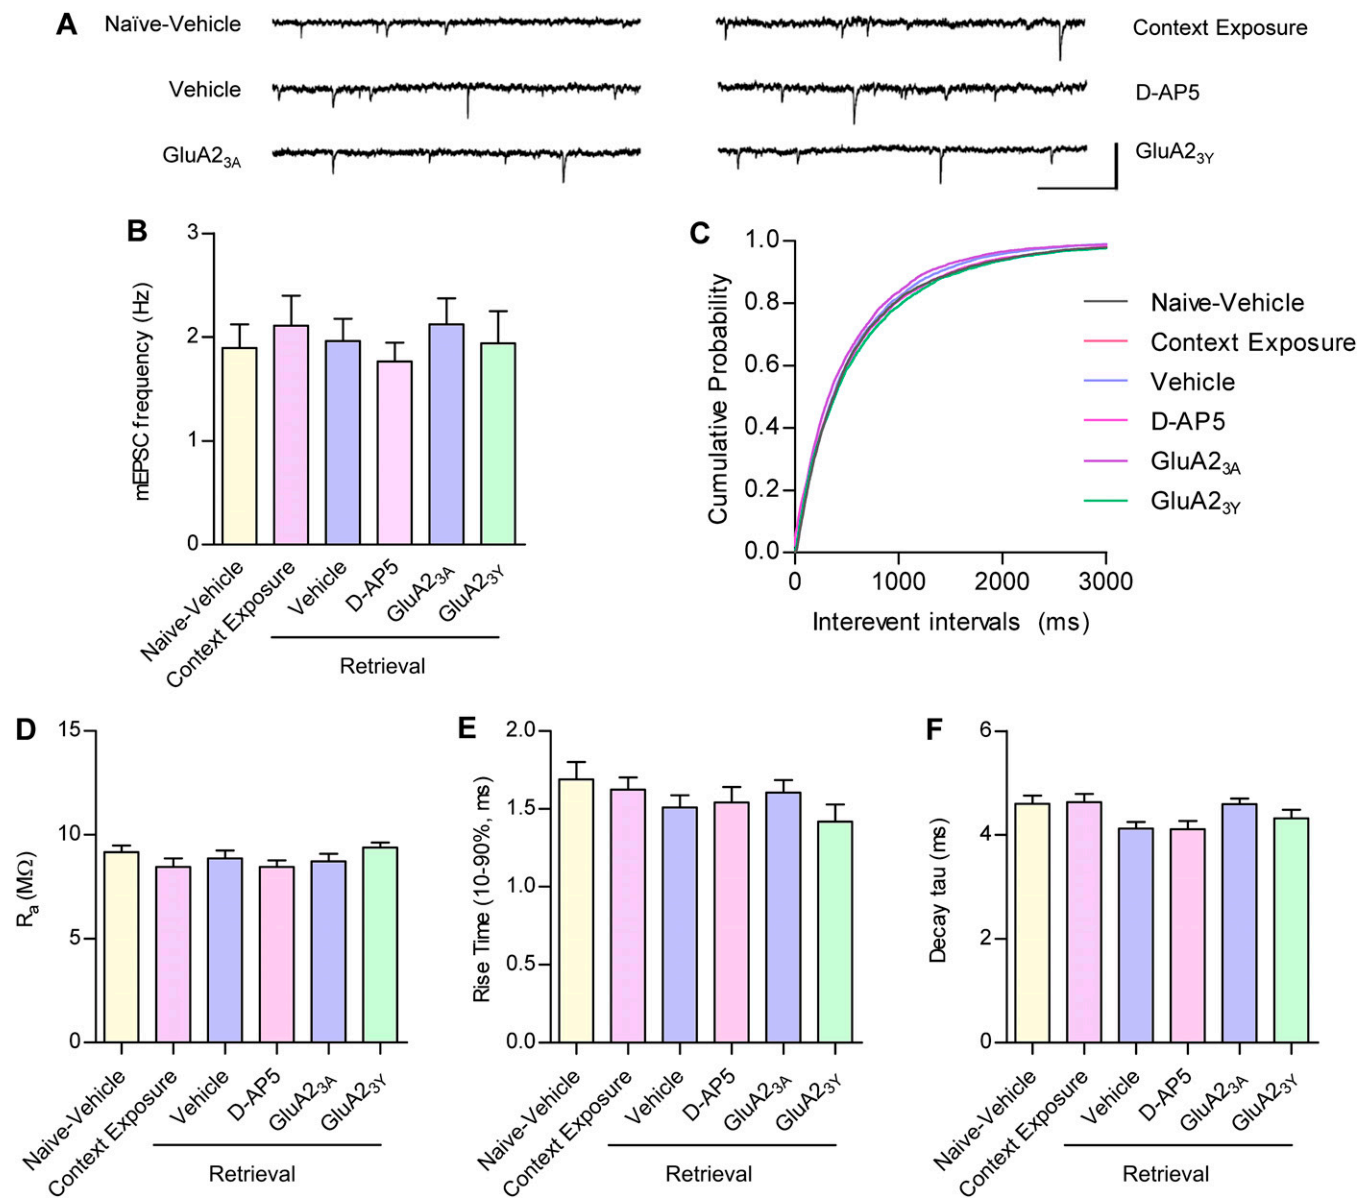 A
Naïve-Vehicle
Context Exposure
Vehicle
D-AP5
GluA23A
GluA23Y
B
mEPSC frequency (Hz)
3
2
1
0
Naive-Vehicle
Context Exposure
Vehicle
D-AP5
GluA23A
GluA23Y
Retrieval
C
Cumulative Probability
1.0
0.8
0.6
0.4
0.2
0.0
0 1000 2000 3000
Interevent intervals (ms)
Naive-Vehicle
Context Exposure
Vehicle
D-AP5
GluA23A
GluA23Y
D
Ra (MΩ)
15
10
5
0
Naive-Vehicle
Context Exposure
Vehicle
D-AP5
GluA23A
GluA23Y
Retrieval
E
Rise Time (10-90%, ms)
2.0
1.5
1.0
0.5
0.0
Naive-Vehicle
Context Exposure
Vehicle
D-AP5
GluA23A
GluA23Y
Retrieval
F
Decay tau (ms)
6
4
2
0
Naive-Vehicle
Context Exposure
Vehicle
D-AP5
GluA23A
GluA23Y
Retrieval